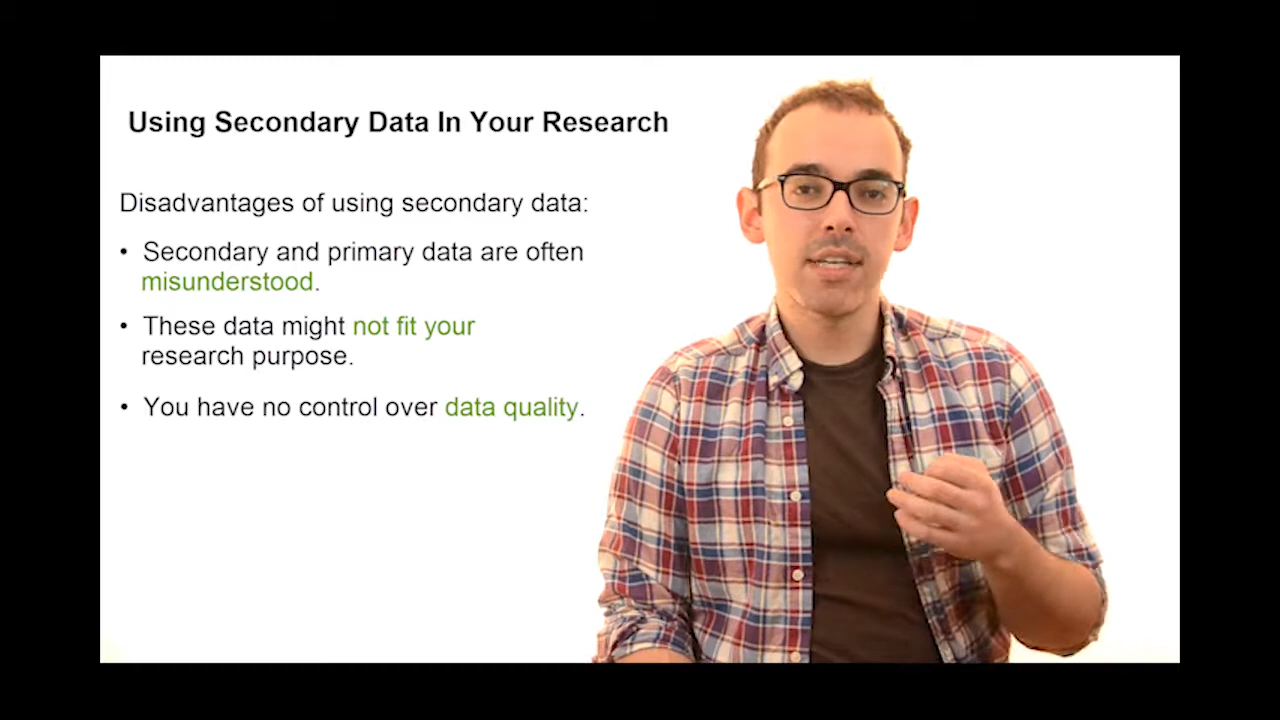 Using Secondary Data In Your Research
Disadvantages of using secondary data:
• Secondary and primary data are often
misunderstood.
• These data might not fit your
research purpose.
• You have no control over data quality.